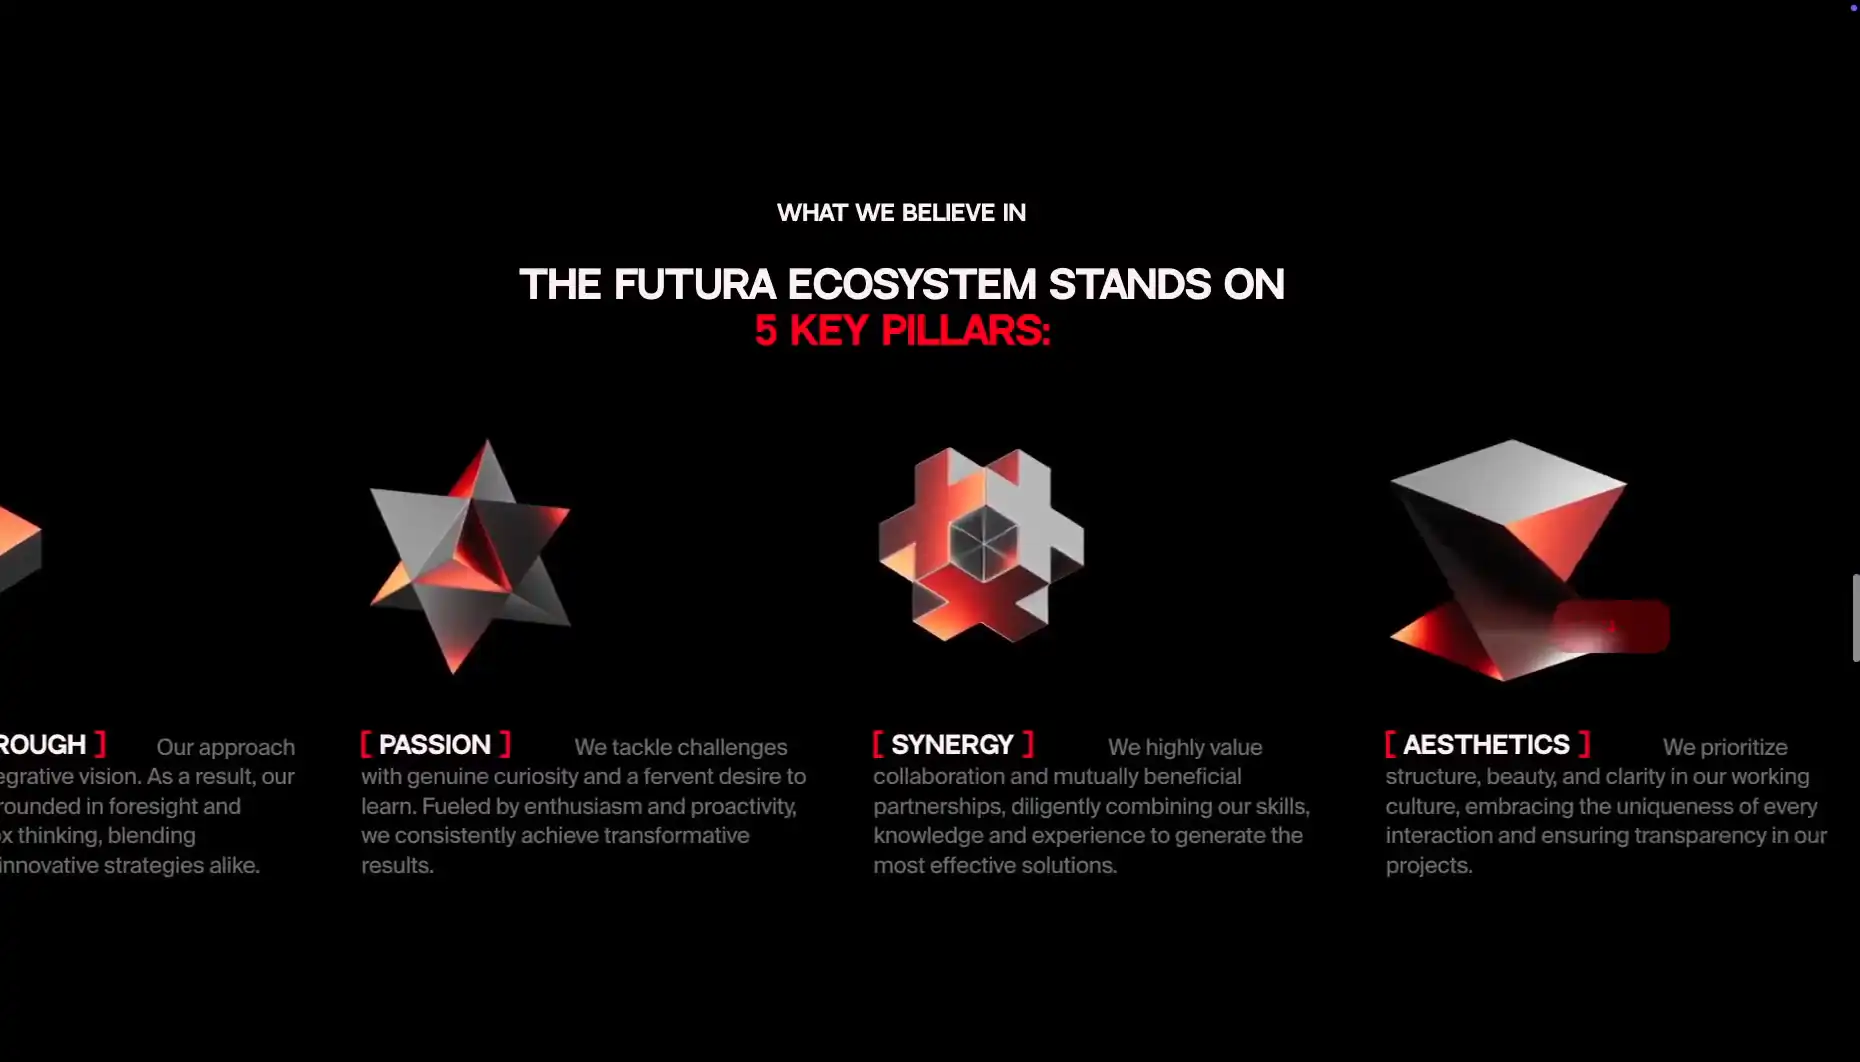 WHAT WE BELIEVE IN
THE FUTURA ECOSYSTEM STANDS ON
5 KEY PILLARS:
ROUGH ] Our approach
egrative vision. As a result, our
rounded in foresight and
ox thinking, blending
innovative strategies alike.
[ PASSION ] We tackle challenges
with genuine curiosity and a fervent desire to
learn. Fueled by enthusiasm and proactivity,
we consistently achieve transformative
results.
[ SYNERGY ] We highly value
collaboration and mutually beneficial
partnerships, diligently combining our skills,
knowledge and experience to generate the
most effective solutions.
[ AESTHETICS ] We prioritize
structure, beauty, and clarity in our working
culture, embracing the uniqueness of every
interaction and ensuring transparency in our
projects.